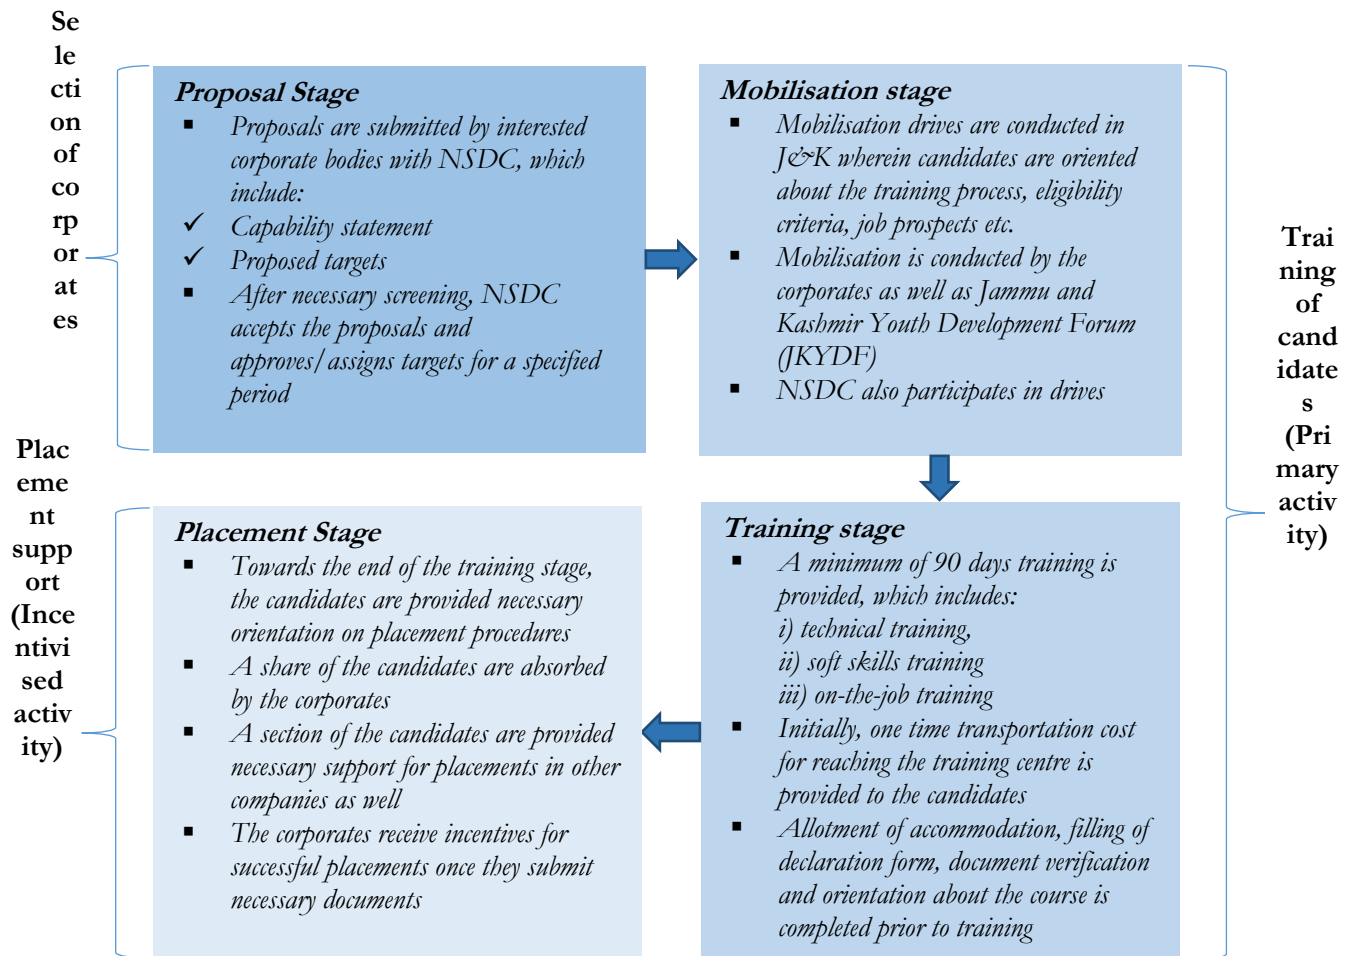 Se
le
cti
on
of
co
rp
or
at
es
Proposal Stage
▪ Proposals are submitted by interested
corporate bodies with NSDC, which
include:
✓ Capability statement
✓ Proposed targets
▪ After necessary screening, NSDC
accepts the proposals and
approves/assigns targets for a specified
period
Mobilisation stage
▪ Mobilisation drives are conducted in
J&K wherein candidates are oriented
about the training process, eligibility
criteria, job prospects etc.
▪ Mobilisation is conducted by the
corporates as well as Jammu and
Kashmir Youth Development Forum
(JKYDF)
▪ NSDC also participates in drives
Trai
ning
of
cand
idate
s
(Pri
mary
activ
ity)
Training stage
▪ A minimum of 90 days training is
provided, which includes:
i) technical training,
ii) soft skills training
iii) on-the-job training
▪ Initially, one time transportation cost
for reaching the training centre is
provided to the candidates
▪ Allotment of accommodation, filling of
declaration form, document verification
and orientation about the course is
completed prior to training
Plac
eme
nt
supp
ort
(Ince
ntivi
sed
activ
ity)
Placement Stage
▪ Towards the end of the training stage,
the candidates are provided necessary
orientation on placement procedures
▪ A share of the candidates are absorbed
by the corporates
▪ A section of the candidates are provided
necessary support for placements in other
companies as well
▪ The corporates receive incentives for
successful placements once they submit
necessary documents